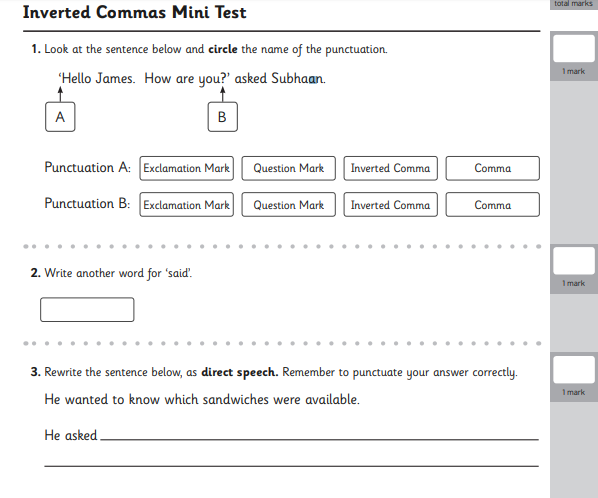 Inverted Commas Mini Test
total marks
1. Look at the sentence below and circle the name of the punctuation.
1 mark
‘Hello James. How are you?’ asked Subhaan.
A
B
Punctuation A: Exclamation Mark Question Mark Inverted Comma Comma
Punctuation B: Exclamation Mark Question Mark Inverted Comma Comma
2. Write another word for ‘said’.
1 mark
3. Rewrite the sentence below, as direct speech. Remember to punctuate your answer correctly.
1 mark
He wanted to know which sandwiches were available.
He asked